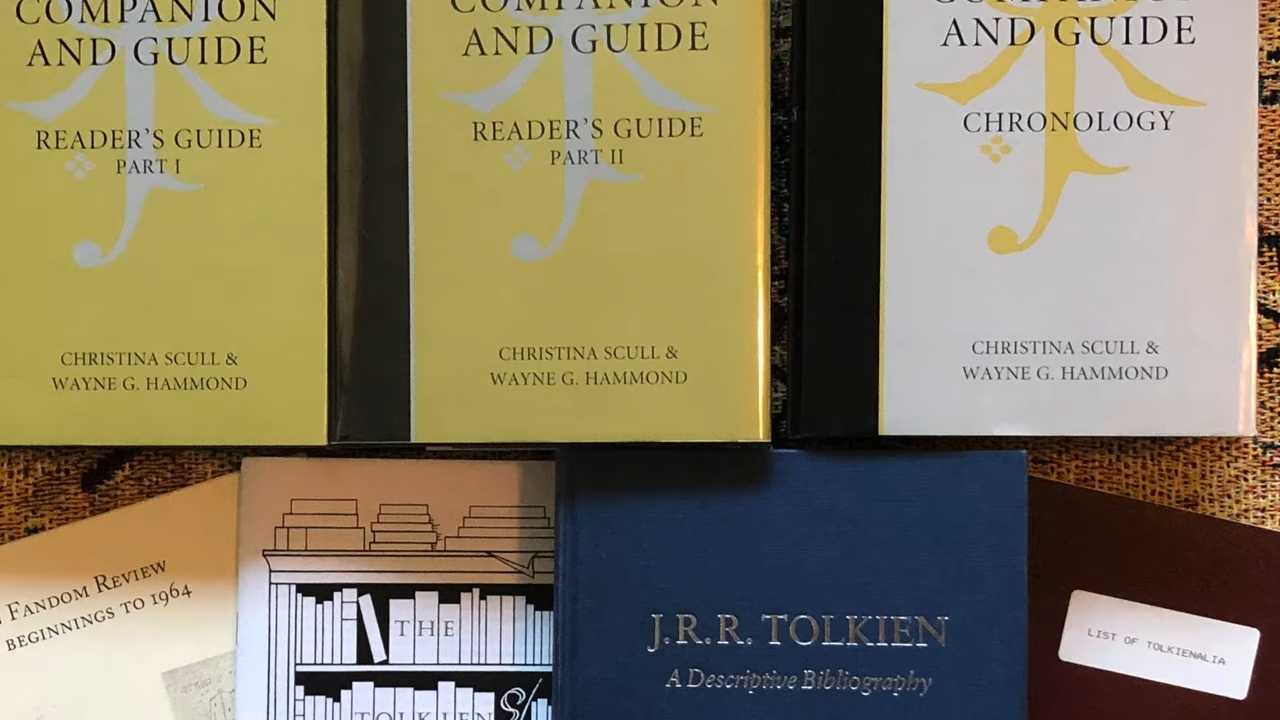 COMPANION
AND GUIDE
READER'S GUIDE
PART I
CHRISTINA SCULL &
WAYNE G. HAMMOND
COMPANION
AND GUIDE
READER'S GUIDE
PART II
CHRISTINA SCULL &
WAYNE G. HAMMOND
COMPANION
AND GUIDE
CHRONOLOGY
CHRISTINA SCULL &
WAYNE G. HAMMOND
FANDOM REVIEW
BEGINNINGS TO 1964
THE
TOLKIEN
J.R.R. TOLKIEN
A Descriptive Bibliography
LIST OF TOLKIENALIA